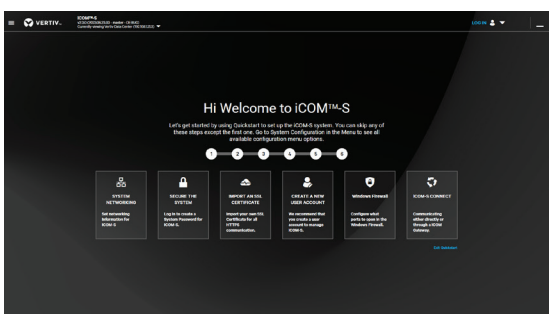 VERTIV.
iCOM™-S
Currently viewing Vertiv Data Center
LOG IN
Hi Welcome to iCOM™-S
Let's get started by using Quickstart to set up the iCOM-S system. You can skip any of
these steps except the first one. Go to System Configuration in the Menu to see all
available configuration menu options.
1 2 3 4 5 6
SYSTEM
NETWORKING
Set networking
information for
iCOM-S
SECURE THE
SYSTEM
Log in to create a
System Password for
iCOM-S.
IMPORT AN SSL
CERTIFICATE
Import your own SSL
Certificate for all
HTTPS
communication.
CREATE A NEW
USER ACCOUNT
We recommend that
you create a user
account to manage
iCOM-S.
Windows Firewall
Configure what
ports to open in the
Windows Firewall.
ICOM-S CONNECT
Communicating
either directly or
through a iCOM
Gateway.
Exit Quickstart